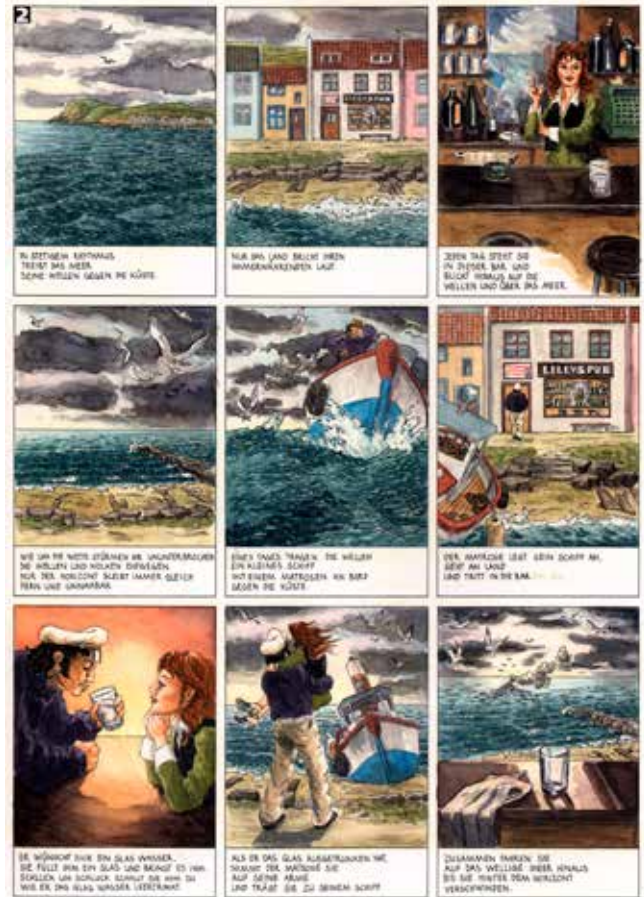 2
IN STETIGEM RHYTHMUS
TREIBT DAS MEER
SEINE WELLEN GEGEN DIE KÜSTE.
NUR DAS LAND BRICHT IHREN
IMMERWÄHRENDEN LAUF.
JEDEN TAG STEHT SIE
IN DIESER BAR UND
BLICKT HINAUS AUF DIE
WELLEN UND ÜBER DAS MEER.
WIE UM DIE WETTE STÜRMEN IHR UNUNTERBROCHEN
DIE WELLEN UND WOLKEN ENTGEGEN.
NUR DER HORIZONT BLEIBT IMMER GLEICH
FERN UND UNNAHBAR.
EINES TAGES TRAGEN DIE WELLEN
EIN KLEINES SCHIFF
MIT EINEM MATROSEN AN BORD
GEGEN DIE KÜSTE.
LILLY'S PUB
DER MATROSE LEGT SEIN SCHIFF AN,
GEHT AN LAND
UND TRITT IN DIE BAR
ER WÜNSCHT SICH EIN GLAS WASSER.
SIE FÜLLT IHM EIN GLAS UND BRINGT ES IHM.
SCHLUCK UM SCHLUCK SCHAUT SIE IHM ZU
WIE ER DAS GLAS WASSER LEERTRINKT.
ALS ER DAS GLAS AUSGETRUNKEN HAT,
NIMMT DER MATROSE SIE
AUF SEINE ARME
UND TRÄGT SIE ZU SEINEM SCHIFF
ZUSAMMEN FAHREN SIE
AUF DAS WELLIGE MEER HINAUS
BIS SIE HINTER DEM HORIZONT
VERSCHWINDEN.